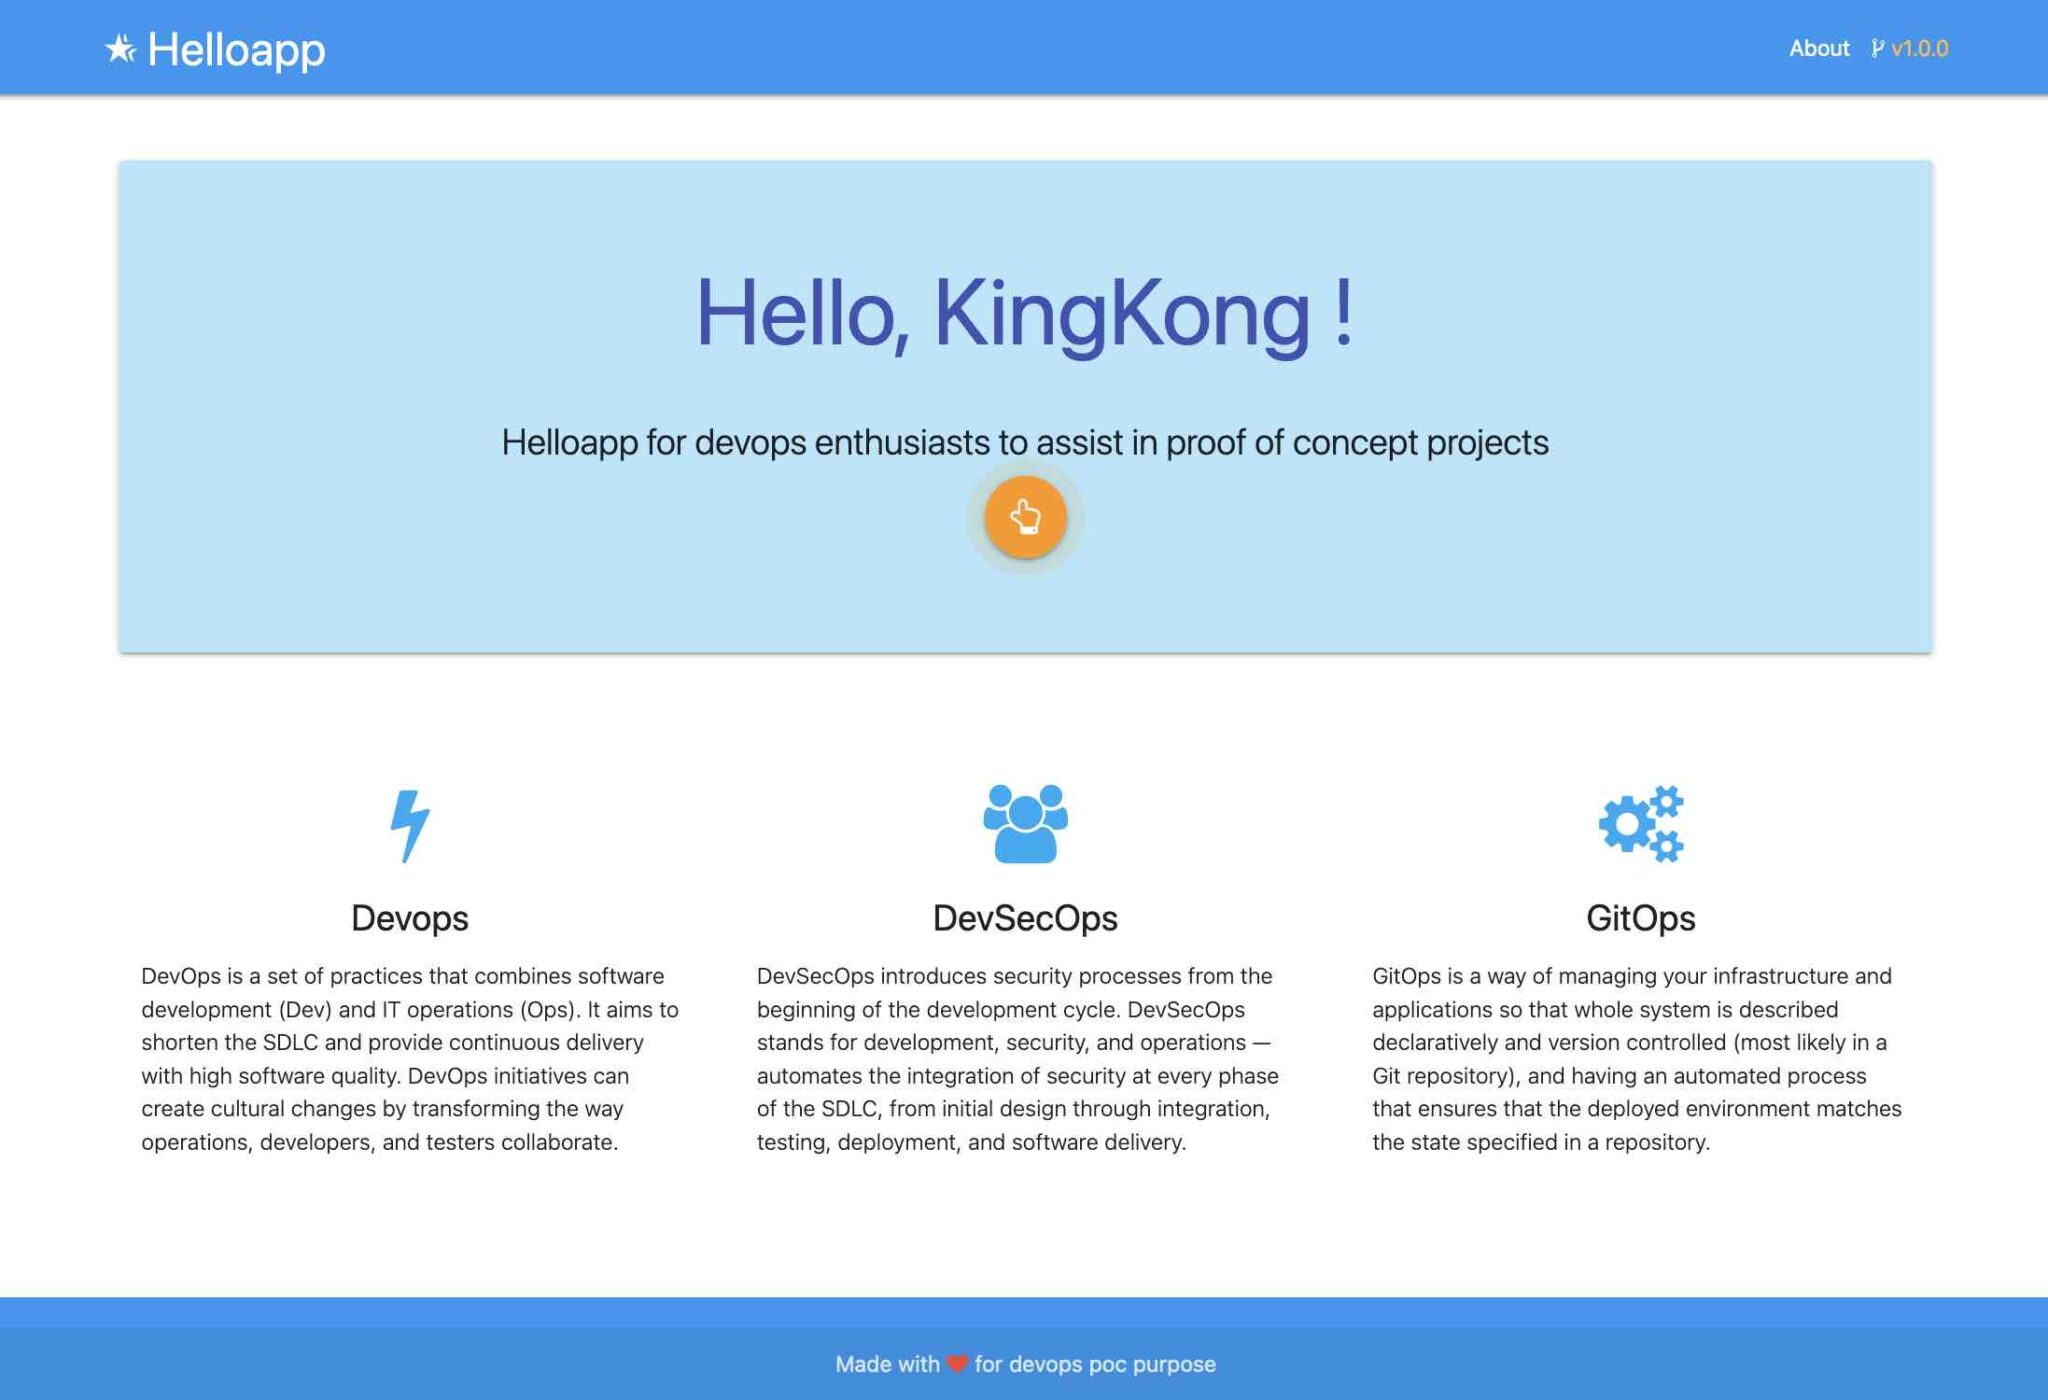 Helloapp
About v1.0.0
Hello, KingKong !
Helloapp for devops enthusiasts to assist in proof of concept projects
Devops
DevOps is a set of practices that combines software
development (Dev) and IT operations (Ops). It aims to
shorten the SDLC and provide continuous delivery
with high software quality. DevOps initiatives can
create cultural changes by transforming the way
operations, developers, and testers collaborate.
DevSecOps
DevSecOps introduces security processes from the
beginning of the development cycle. DevSecOps
stands for development, security, and operations —
automates the integration of security at every phase
of the SDLC, from initial design through integration,
testing, deployment, and software delivery.
GitOps
GitOps is a way of managing your infrastructure and
applications so that whole system is described
declaratively and version controlled (most likely in a
Git repository), and having an automated process
that ensures that the deployed environment matches
the state specified in a repository.
Made with ❤ for devops poc purpose